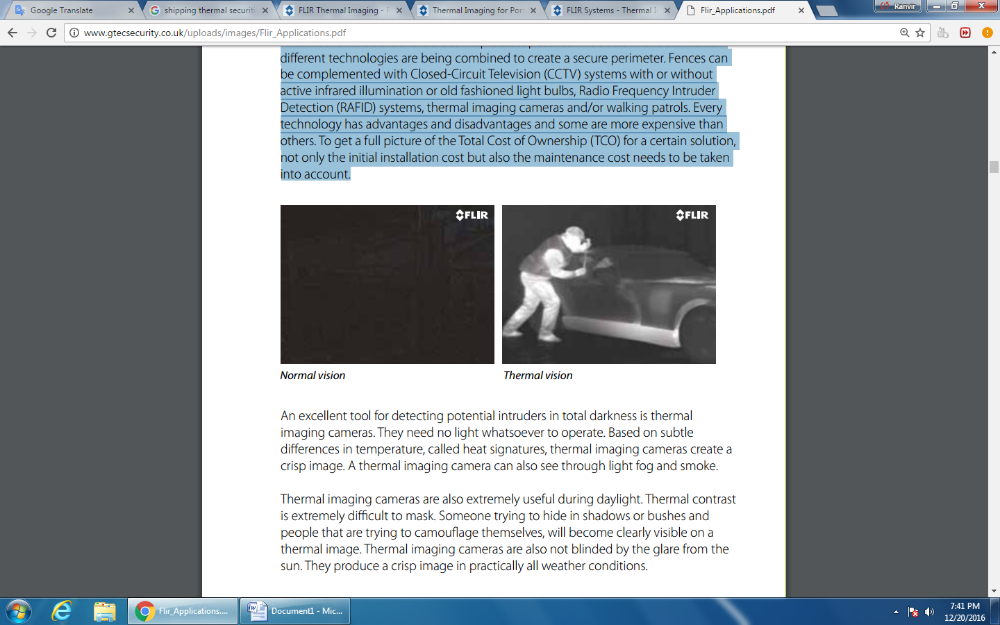 Google Translate
shipping thermal securit
FLIR Thermal Imaging - P
Thermal Imaging for Por
FLIR Systems - Thermal I
Flir_Applications.pdf
Ranvir
www.gtecsecurity.co.uk/uploads/images/Flir_Applications.pdf
different technologies are being combined to create a secure perimeter. Fences can
be complemented with Closed-Circuit Television (CCTV) systems with or without
active infrared illumination or old fashioned light bulbs, Radio Frequency Intruder
Detection (RAFID) systems, thermal imaging cameras and/or walking patrols. Every
technology has advantages and disadvantages and some are more expensive than
others. To get a full picture of the Total Cost of Ownership (TCO) for a certain solution,
not only the initial installation cost but also the maintenance cost needs to be taken
into account.
FLIR
FLIR
Normal vision
Thermal vision
An excellent tool for detecting potential intruders in total darkness is thermal
imaging cameras. They need no light whatsoever to operate. Based on subtle
differences in temperature, called heat signatures, thermal imaging cameras create a
crisp image. A thermal imaging camera can also see through light fog and smoke.
Thermal imaging cameras are also extremely useful during daylight. Thermal contrast
is extremely difficult to mask. Someone trying to hide in shadows or bushes and
people that are trying to camouflage themselves, will become clearly visible on a
thermal image. Thermal imaging cameras are also not blinded by the glare from the
sun. They produce a crisp image in practically all weather conditions.
Flir_Applications....
Document1 - Mic...
7:41 PM
12/20/2016